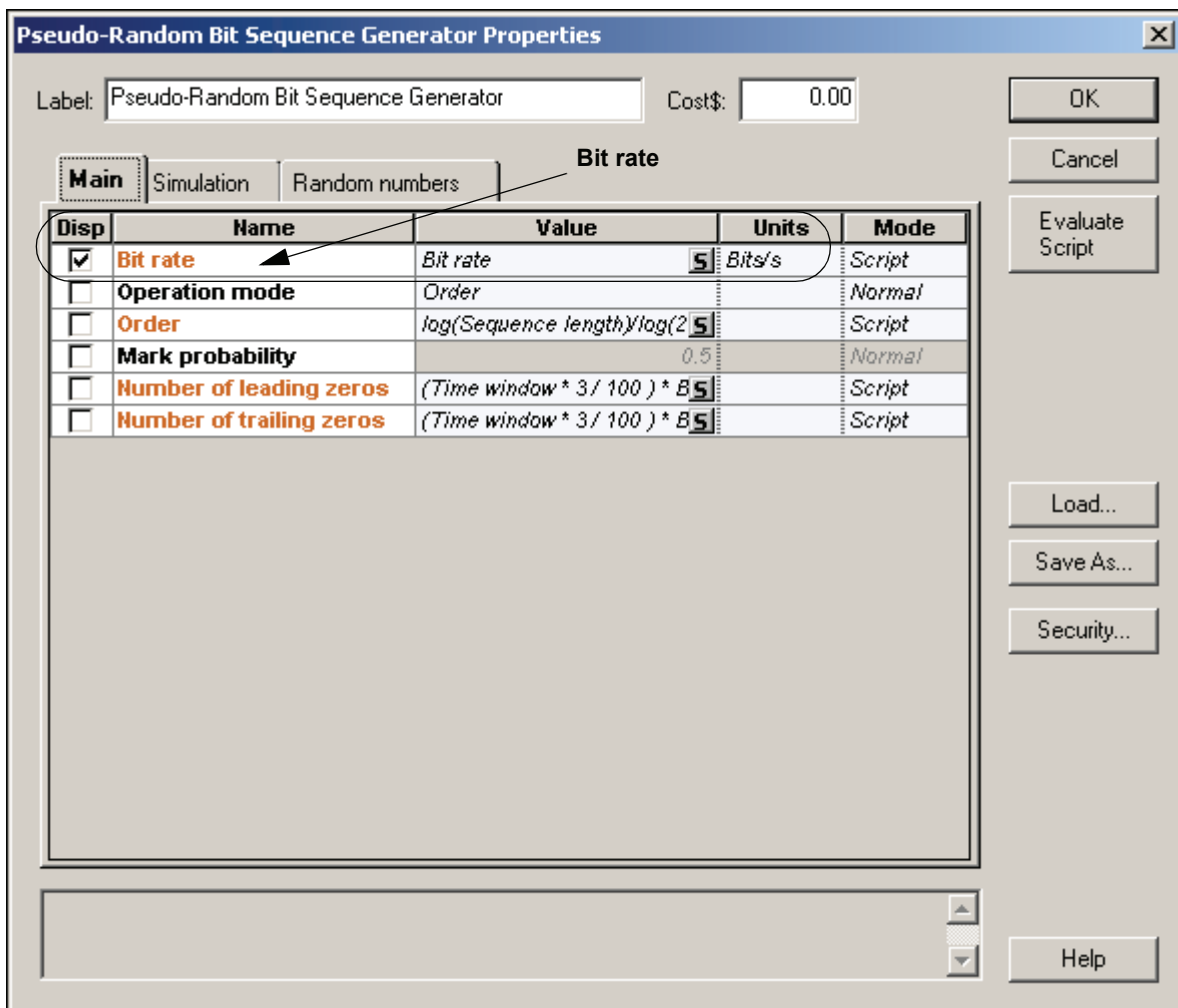 Pseudo-Random Bit Sequence Generator Properties
Label: Pseudo-Random Bit Sequence Generator Cost$: 0.00 OK
Cancel
Bit rate
Main Simulation Random numbers
Evaluate Script
Disp Name Value Units Mode
Bit rate Bit rate S Bits/s Script
Operation mode Order Normal
Order log(Sequence length)/log(2 S Script
Mark probability 0.5 Normal
Number of leading zeros (Time window * 3 / 100 ) * B S Script
Number of trailing zeros (Time window * 3 / 100 ) * B S Script
Load...
Save As...
Security...
Help